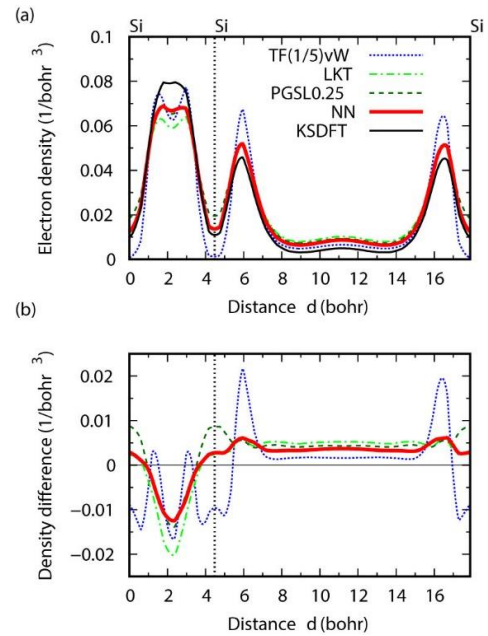 (a)
Si Si Si
0.1
0.08
0.06
0.04
0.02
0
Electron density (1/bohr 3)
TF(1/5)vW
LKT
PGSL0.25
NN
KSDFT
0 2 4 6 8 10 12 14 16
Distance d (bohr)
(b)
0.02
0.01
0
−0.01
−0.02
Density difference (1/bohr 3)
0 2 4 6 8 10 12 14 16
Distance d (bohr)